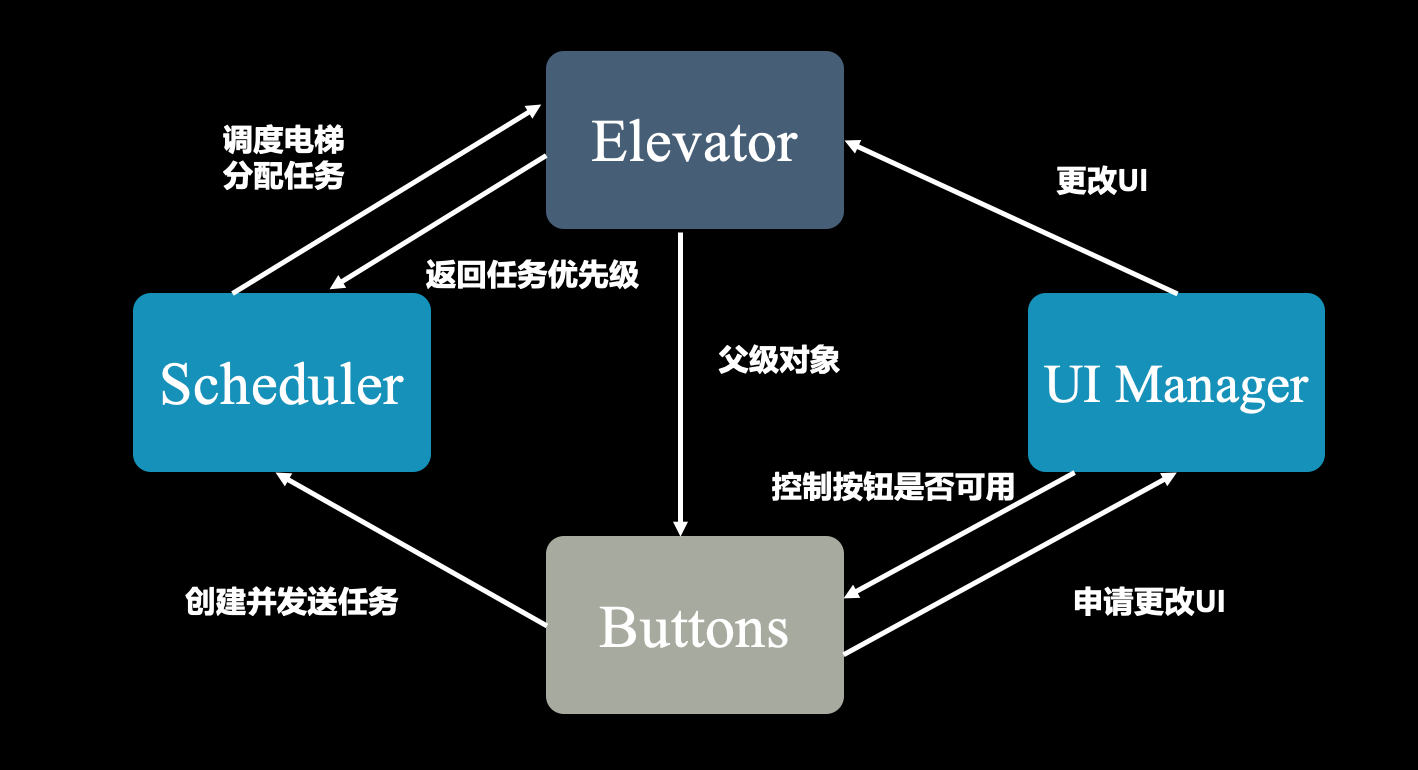 Elevator
调度电梯
分配任务
更改UI
返回任务优先级
父级对象
Scheduler
UI Manager
控制按钮是否可用
创建并发送任务
申请更改UI
Buttons